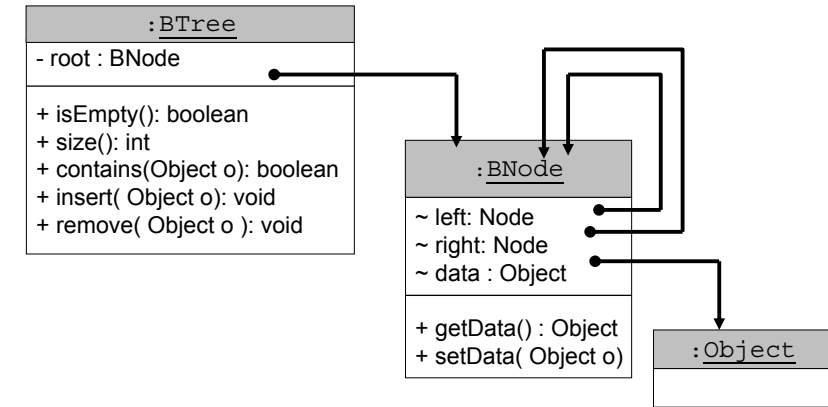 :BTree
- root : BNode
+ isEmpty(): boolean
+ size(): int
+ contains(Object o): boolean
+ insert( Object o): void
+ remove( Object o ): void
:BNode
~ left: Node
~ right: Node
~ data : Object
+ getData() : Object
+ setData( Object o)
:Object